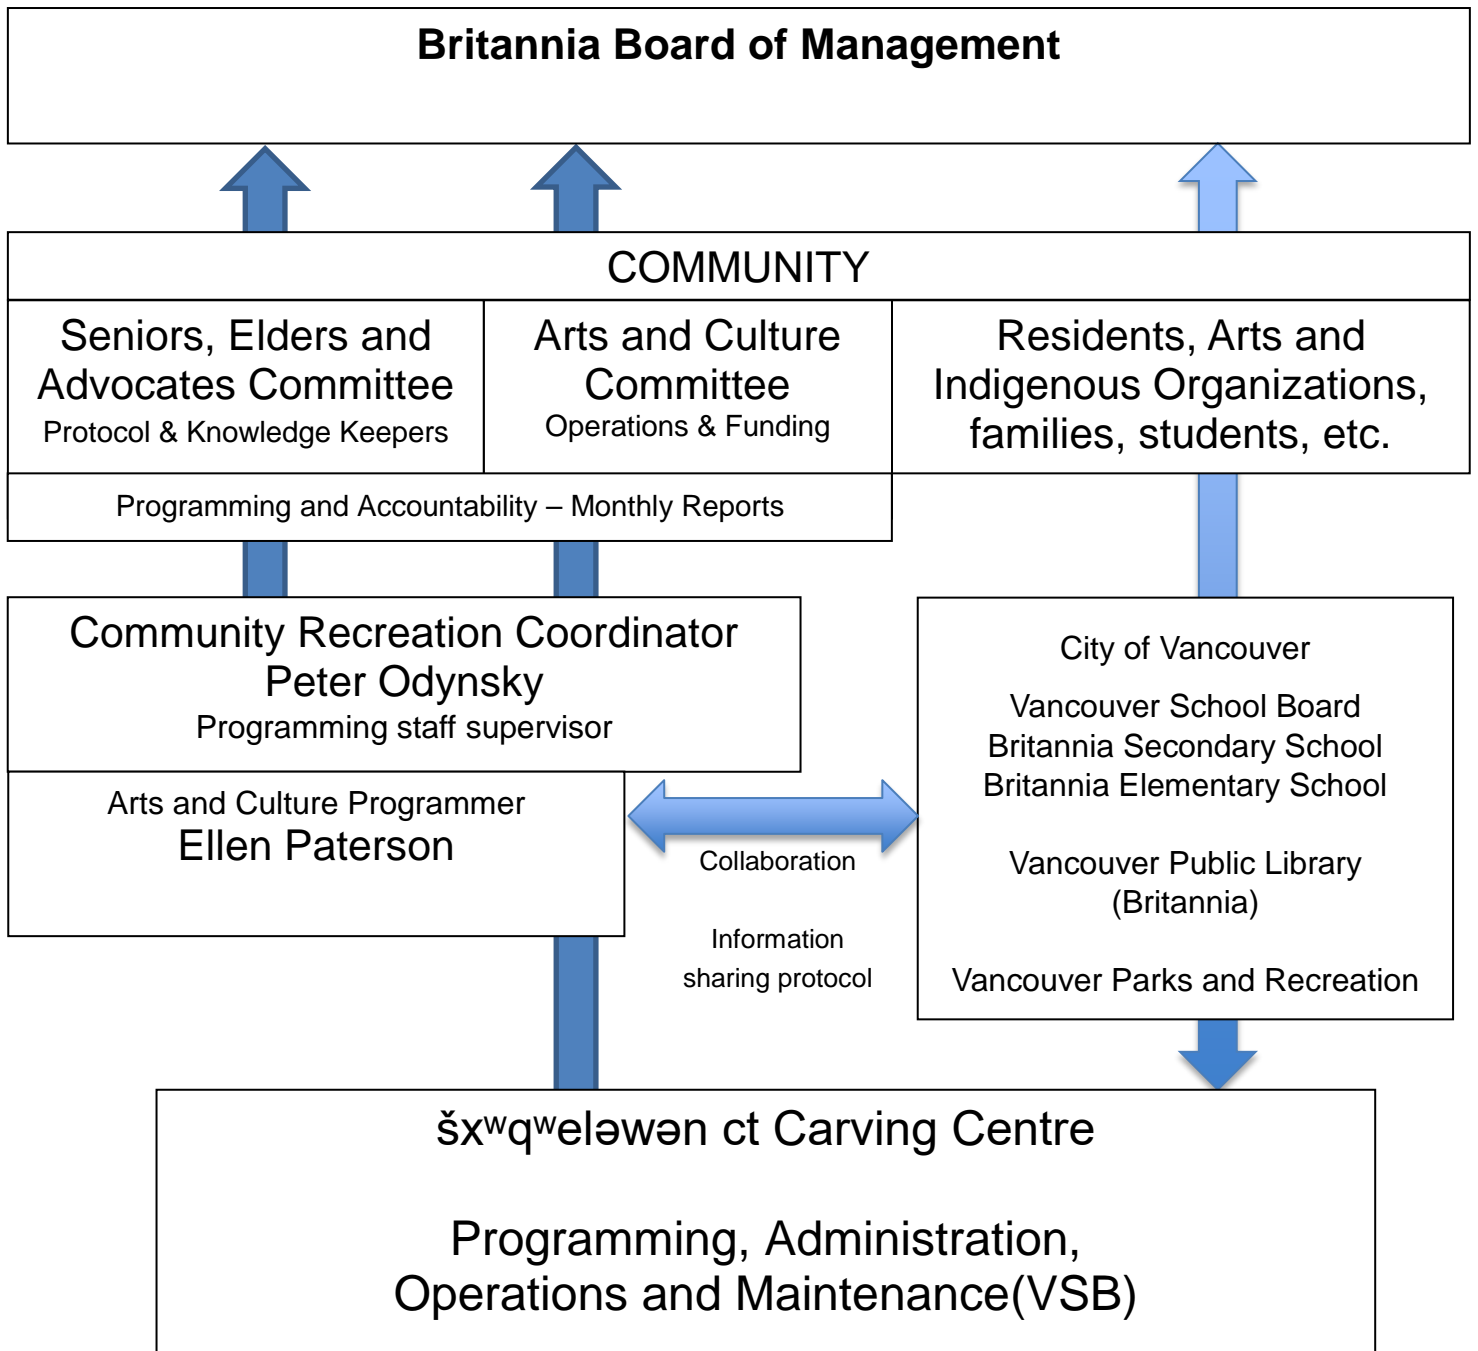 Britannia Board of Management
COMMUNITY
Seniors, Elders and
Advocates Committee
Protocol & Knowledge Keepers
Arts and Culture
Committee
Operations & Funding
Residents, Arts and
Indigenous Organizations,
families, students, etc.
Programming and Accountability – Monthly Reports
Community Recreation Coordinator
Peter Odynsky
Programming staff supervisor
Arts and Culture Programmer
Ellen Paterson
Collaboration
Information
sharing protocol
City of Vancouver
Vancouver School Board
Britannia Secondary School
Britannia Elementary School
Vancouver Public Library
(Britannia)
Vancouver Parks and Recreation
šxʷqʷeləwən ct Carving Centre
Programming, Administration,
Operations and Maintenance(VSB)